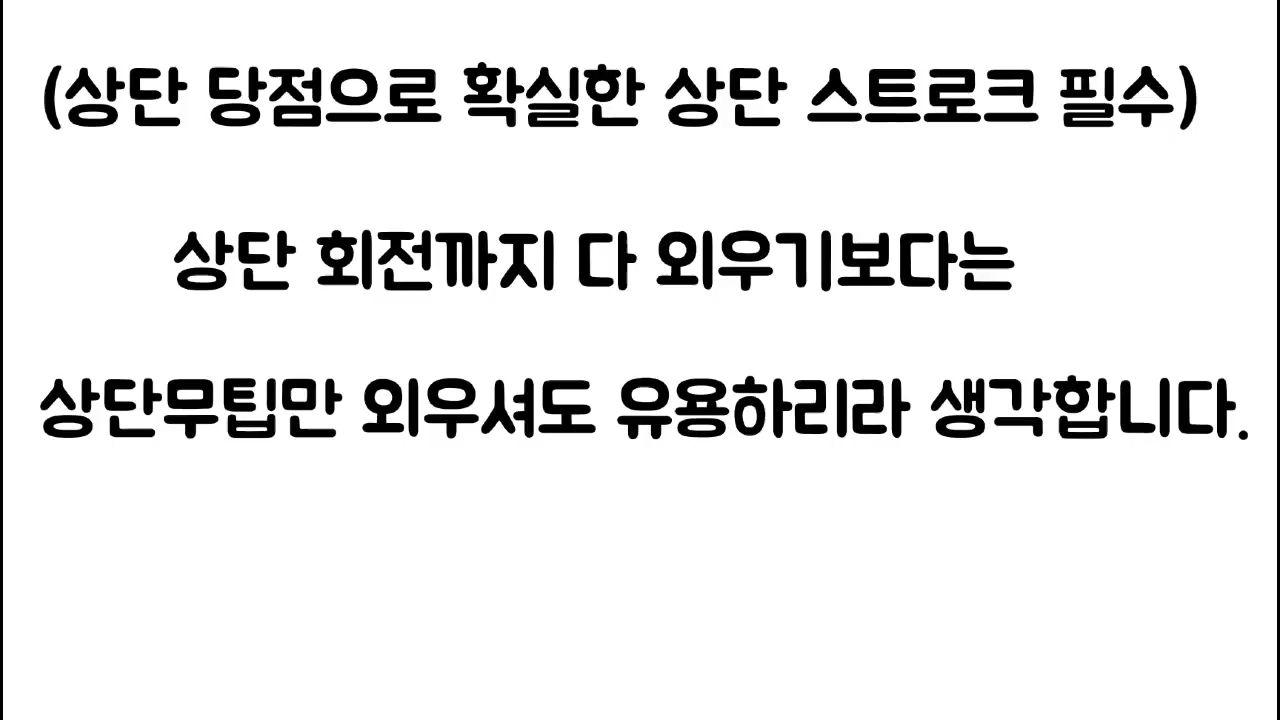 (상단 당점으로 확실한 상단 스트로크 필수)
상단 회전까지 다 외우기보다는
상단무팁만 외우셔도 유용하리라 생각합니다.